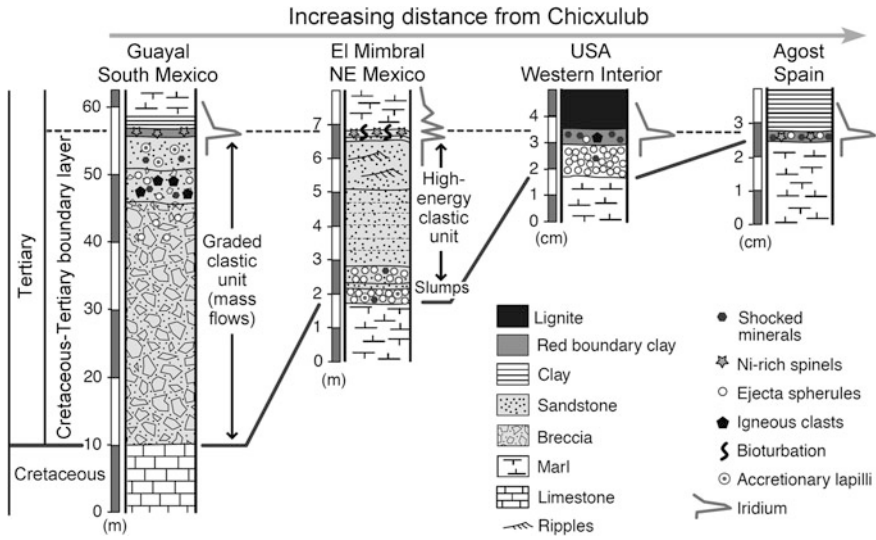 Increasing distance from Chicxulub
Guayal
South Mexico
El Mimbral
NE Mexico
USA
Western Interior
Agost
Spain
Tertiary
Cretaceous-Tertiary boundary layer
Cretaceous
60
50
40
30
20
10
0
(m)
Graded
clastic
unit
(mass
flows)
7
6
5
4
3
2
1
0
(m)
High-
energy
clastic
unit
Slumps
4
3
2
1
0
(cm)
3
2
1
0
(cm)
Lignite
Red boundary clay
Clay
Sandstone
Breccia
Marl
Limestone
Ripples
Shocked
minerals
Ni-rich spinels
Ejecta spherules
Igneous clasts
Bioturbation
Accretionary lapilli
Iridium